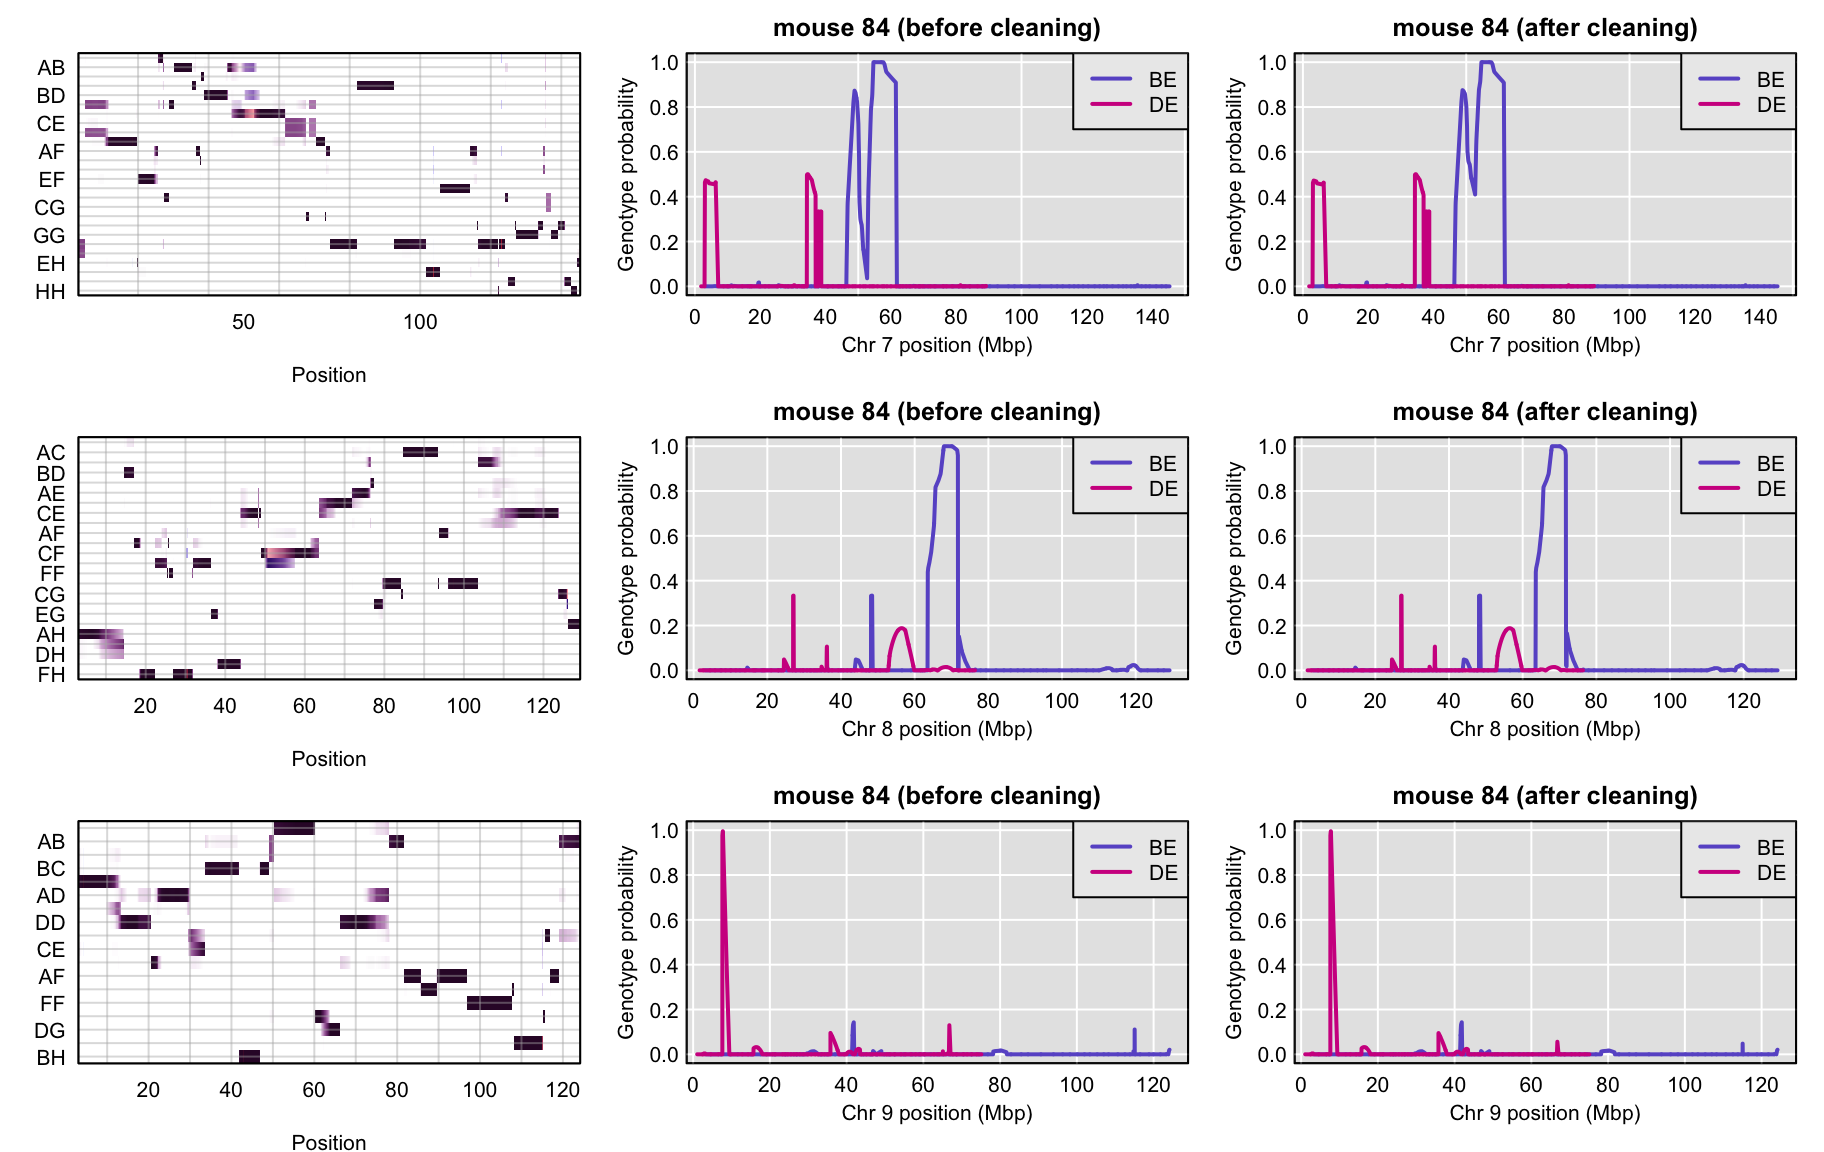 mouse 84 (before cleaning)
mouse 84 (after cleaning)
AB
BD
CE
AF
EF
CG
GG
EH
HH
50 100
Position
Genotype probability
1.0
0.8
0.6
0.4
0.2
0.0
BE
DE
0 20 40 60 80 100 120 140
Chr 7 position (Mbp)
Genotype probability
1.0
0.8
0.6
0.4
0.2
0.0
BE
DE
0 20 40 60 80 100 120 140
Chr 7 position (Mbp)
mouse 84 (before cleaning)
mouse 84 (after cleaning)
AC
BD
AE
CE
AF
CF
FF
CG
EG
AH
DH
FH
20 40 60 80 100 120
Position
Genotype probability
1.0
0.8
0.6
0.4
0.2
0.0
BE
DE
0 20 40 60 80 100 120
Chr 8 position (Mbp)
Genotype probability
1.0
0.8
0.6
0.4
0.2
0.0
BE
DE
0 20 40 60 80 100 120
Chr 8 position (Mbp)
mouse 84 (before cleaning)
mouse 84 (after cleaning)
AB
BC
AD
DD
CE
AF
FF
DG
BH
20 40 60 80 100 120
Position
Genotype probability
1.0
0.8
0.6
0.4
0.2
0.0
BE
DE
0 20 40 60 80 100 120
Chr 9 position (Mbp)
Genotype probability
1.0
0.8
0.6
0.4
0.2
0.0
BE
DE
0 20 40 60 80 100 120
Chr 9 position (Mbp)